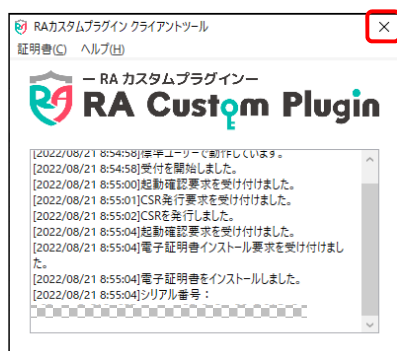 RAカスタムプラグイン クライアントツール
証明書(C) ヘルプ(H)
ー RA カスタムプラグインー
RA Custom Plugin
[2022/08/21 8:54:58]標準ユーザーで動作しています。
[2022/08/21 8:54:58]受付を開始しました。
[2022/08/21 8:55:00]起動確認要求を受け付けました。
[2022/08/21 8:55:01]CSR発行要求を受け付けました。
[2022/08/21 8:55:02]CSRを発行しました。
[2022/08/21 8:55:04]起動確認要求を受け付けました。
[2022/08/21 8:55:04]電子証明書インストール要求を受け付けまし
た。
[2022/08/21 8:55:04]電子証明書をインストールしました。
[2022/08/21 8:55:04]シリアル番号：